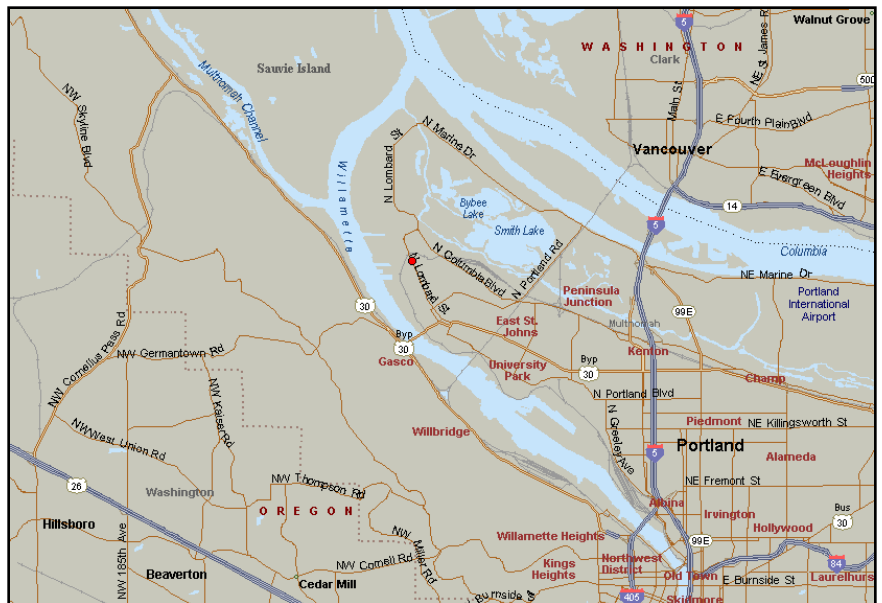 5
Walnut Grove
WASHINGTON
Clark
NE St James R
Sauvie Island
Main St
500
Multnomah Channel
NW Skyline Blvd
E Fourth Plain Blvd
N Marine Dr
N Lombard St
Vancouver
McLoughlin
Heights
Willamette
E Evergreen Blvd
14
Bybee
Lake
Smith Lake
5
N Columbia Blvd
N Portland Rd
Columbia
N Lombard St
NE Marine Dr
Peninsula
Junction
Portland
International
Airport
30
99E
East St.
Johns
Multnomah
NW Cornelius Pass Rd
Byp
30
Gasco
Kenton
NW Germantown Rd
University
Park
Byp
30
Champ
NW Kaiser Rd
N Portland Blvd
N Greeley Ave
Piedmont
NE Killingsworth St
Willbridge
NW West Union Rd
Portland
5
Alameda
26
Washington
NW Thompson Rd
NE Fremont St
OREGON
Albina
Irvington
Bus
30
Hillsboro
NW 185th Ave
Hollywood
Willamette Heights
99E
NW Miller Rd
NW Cornell Rd
Kings
Heights
Northwest
District
84
Beaverton
Cedar Mill
Old Town
E Burnside St
Laurelhurs
405
Burnside St
Skidmore